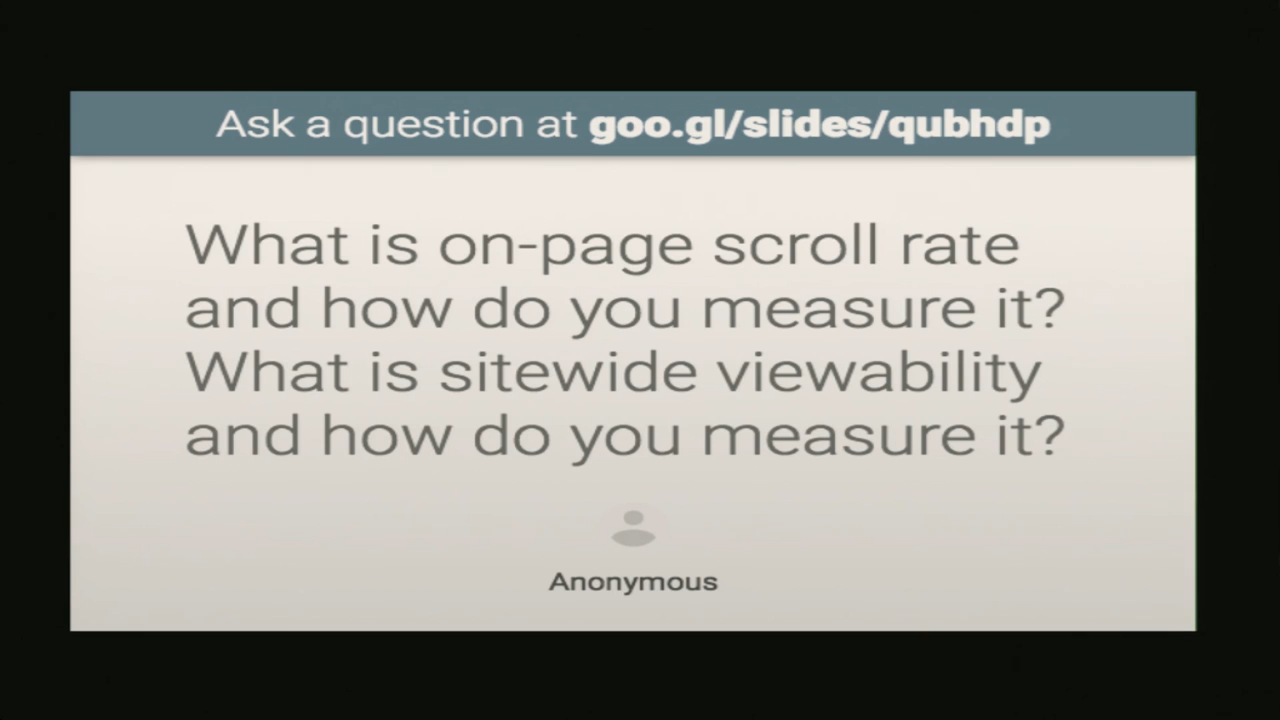 Ask a question at goo.gl/slides/qubhdp
What is on-page scroll rate
and how do you measure it?
What is sitewide viewability
and how do you measure it?
Anonymous